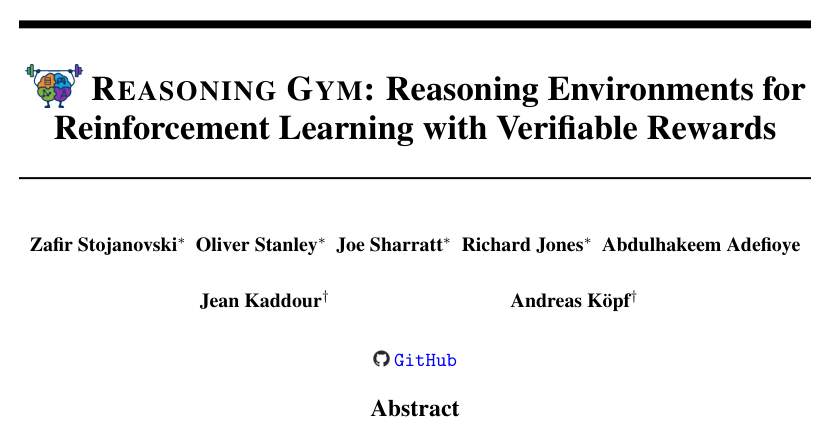 REASONING GYM: Reasoning Environments for
Reinforcement Learning with Verifiable Rewards
Zafir Stojanovski* Oliver Stanley* Joe Sharratt* Richard Jones* Abdulhakeem Adefioye
Jean Kaddour† Andreas Köpf†
GitHub
Abstract